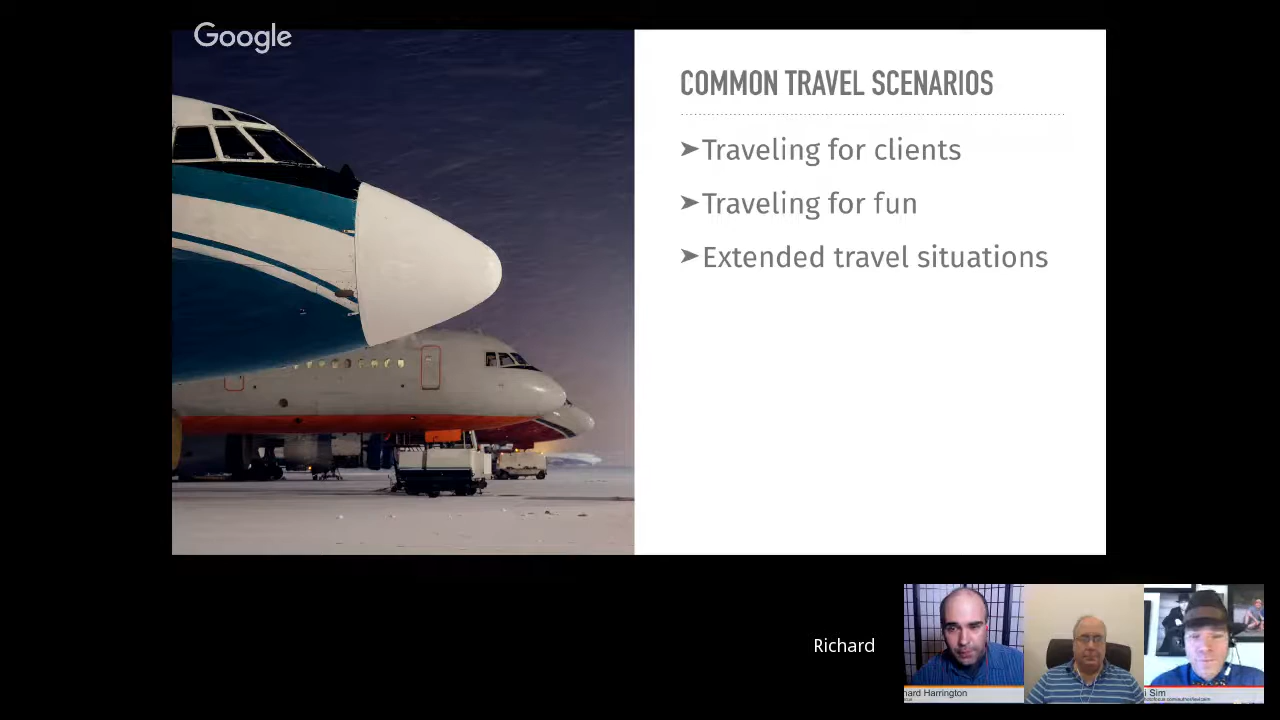 Google
COMMON TRAVEL SCENARIOS
➤Traveling for clients
➤Traveling for fun
➤Extended travel situations
Richard
hard Harrington
i Sim